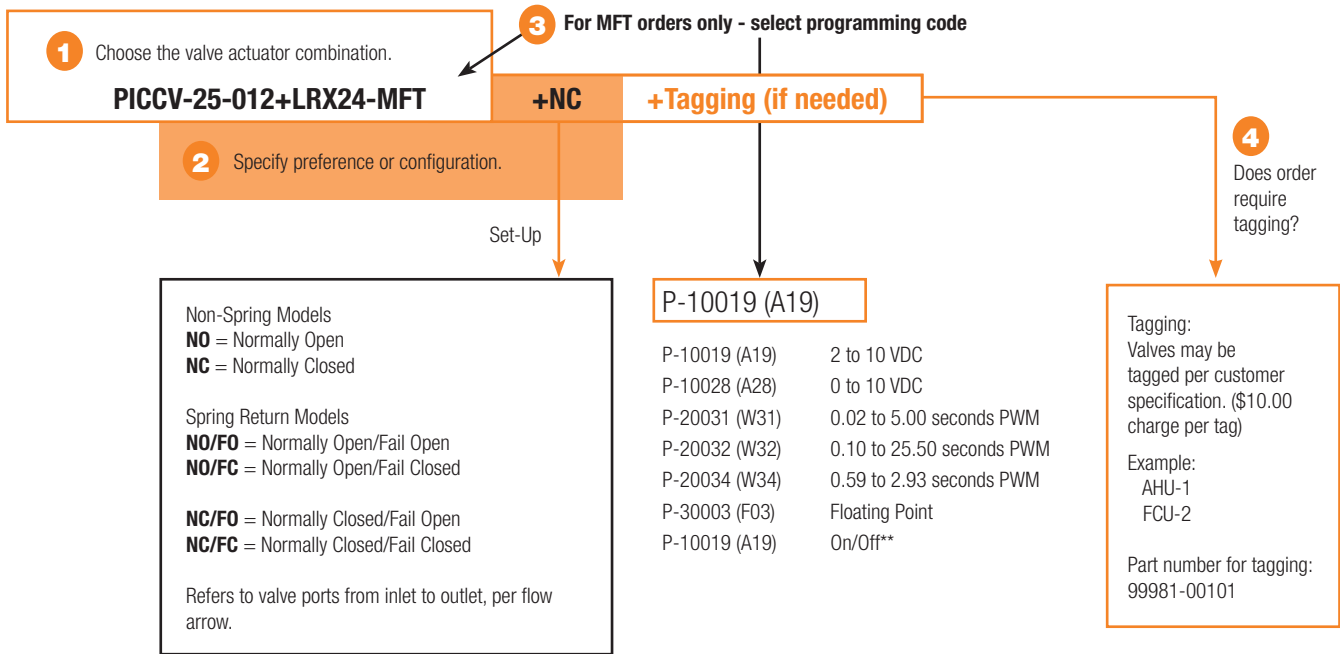 3 For MFT orders only - select programming code
1 Choose the valve actuator combination.
PICCV-25-012+LRX24-MFT +NC +Tagging (if needed)
2 Specify preference or configuration.
Set-Up
Non-Spring Models
NO = Normally Open
NC = Normally Closed
Spring Return Models
NO/FO = Normally Open/Fail Open
NO/FC = Normally Open/Fail Closed
NC/FO = Normally Closed/Fail Open
NC/FC = Normally Closed/Fail Closed
Refers to valve ports from inlet to outlet, per flow
arrow.
P-10019 (A19)
P-10019 (A19) 2 to 10 VDC
P-10028 (A28) 0 to 10 VDC
P-20031 (W31) 0.02 to 5.00 seconds PWM
P-20032 (W32) 0.10 to 25.50 seconds PWM
P-20034 (W34) 0.59 to 2.93 seconds PWM
P-30003 (F03) Floating Point
P-10019 (A19) On/Off**
4
Does order
require
tagging?
Tagging:
Valves may be
tagged per customer
specification. ($10.00
charge per tag)
Example:
AHU-1
FCU-2
Part number for tagging:
99981-00101